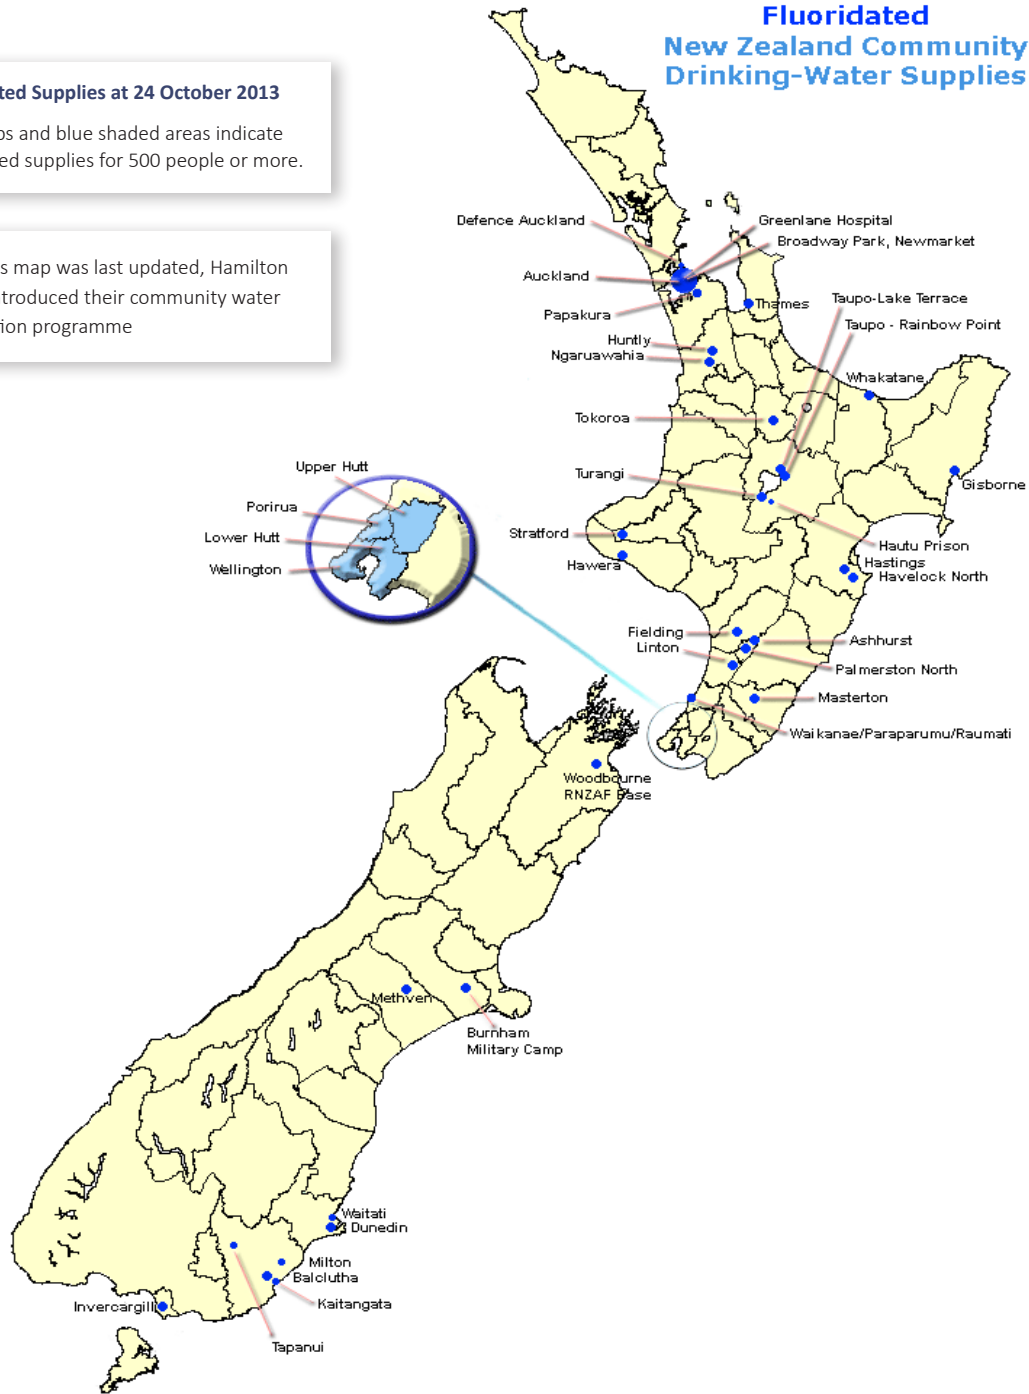 Fluoridated
New Zealand Community
Drinking-Water Supplies
ted Supplies at 24 October 2013
os and blue shaded areas indicate
ed supplies for 500 people or more.
s map was last updated, Hamilton
ntroduced their community water
tion programme
Defence Auckland
Greenlane Hospital
Broadway Park, Newmarket
Auckland
Papakura
Thames
Taupo-Lake Terrace
Taupo - Rainbow Point
Huntly
Ngaruawahia
Whakatane
Tokoroa
Turangi
Gisborne
Stratford
Hawera
Hautu Prison
Hastings
Havelock North
Upper Hutt
Porirua
Lower Hutt
Wellington
Fielding
Linton
Ashhurst
Palmerston North
Masterton
Waikanae/Paraparumu/Raumati
Woodbourne
RNZAF Base
Methven
Burnham
Military Camp
Waitati
Dunedin
Milton
Balclutha
Kaitangata
Invercargill
Tapanui